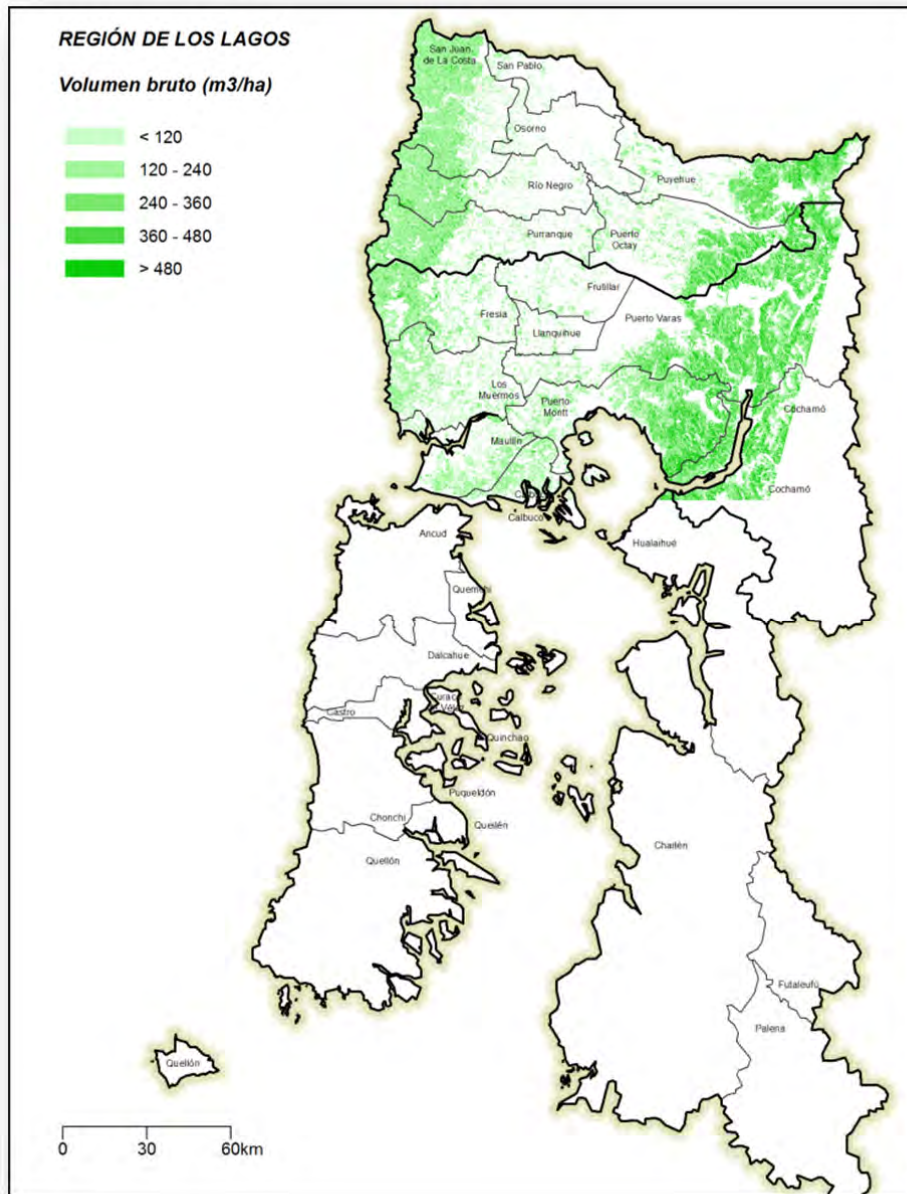 REGIÓN DE LOS LAGOS
Volumen bruto (m3/ha)
< 120
120 - 240
240 - 360
360 - 480
> 480
San Juan
de La Costa
San Pablo
Osorno
Río Negro
Puyehue
Purranque
Puerto
Octay
Frutillar
Fresia
Puerto Varas
Llanquihue
Los
Muermos
Puerto
Montt
Cochamó
Maullín
Cochamó
Calbuco
Ancud
Hualaihué
Quemchi
Dalcahue
Curac
Vélez
Castro
Quinchao
Puqueldón
Chonchi
Queilén
Quellón
Chaitén
Futaleufú
Palena
Quellón
0 30 60km